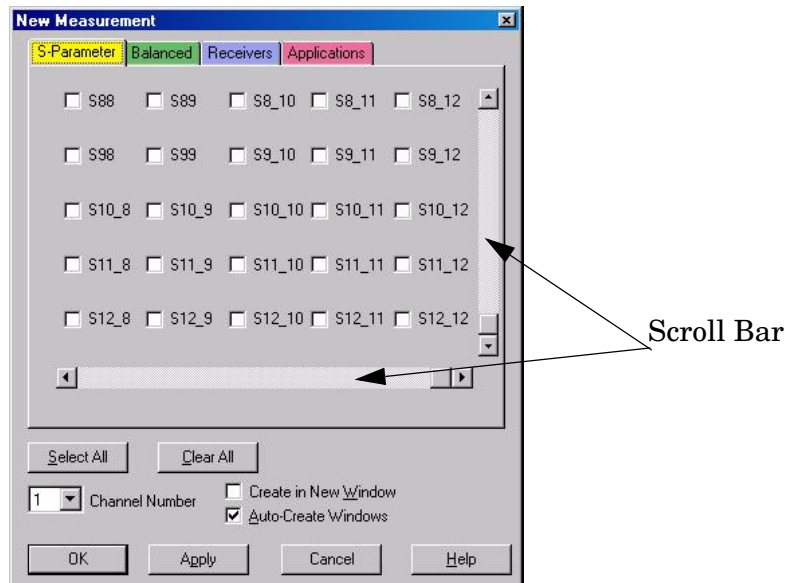 New Measurement
S-Parameter Balanced Receivers Applications
S88 S89 S8_10 S8_11 S8_12
S98 S99 S9_10 S9_11 S9_12
S10_8 S10_9 S10_10 S10_11 S10_12
S11_8 S11_9 S11_10 S11_11 S11_12
S12_8 S12_9 S12_10 S12_11 S12_12
Scroll Bar
Select All Clear All
1 Channel Number
Create in New Window
Auto-Create Windows
OK Apply Cancel Help